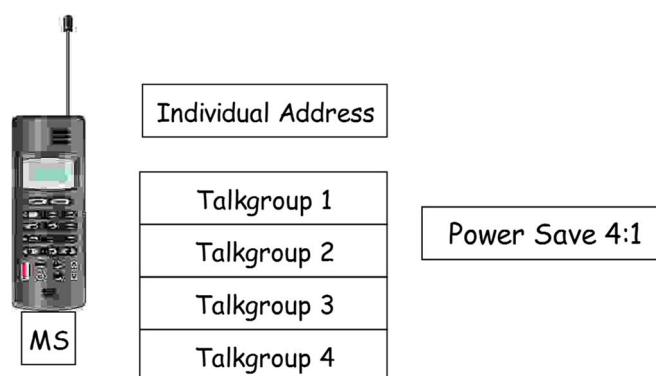 Individual Address
Talkgroup 1
Talkgroup 2
Power Save 4:1
Talkgroup 3
MS
Talkgroup 4